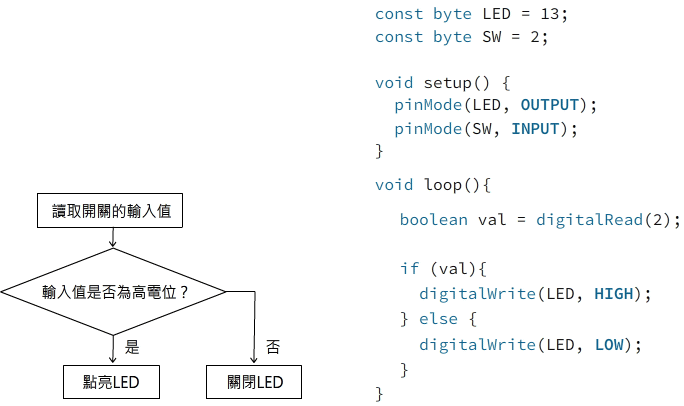 讀取開關的輸入值
輸入值是否為高電位？
是
否
點亮LED
關閉LED
const byte LED = 13;
const byte SW = 2;
void setup() {
pinMode(LED, OUTPUT);
pinMode(SW, INPUT);
}
void loop(){
boolean val = digitalRead(2);
if (val){
digitalWrite(LED, HIGH);
} else {
digitalWrite(LED, LOW);
}
}